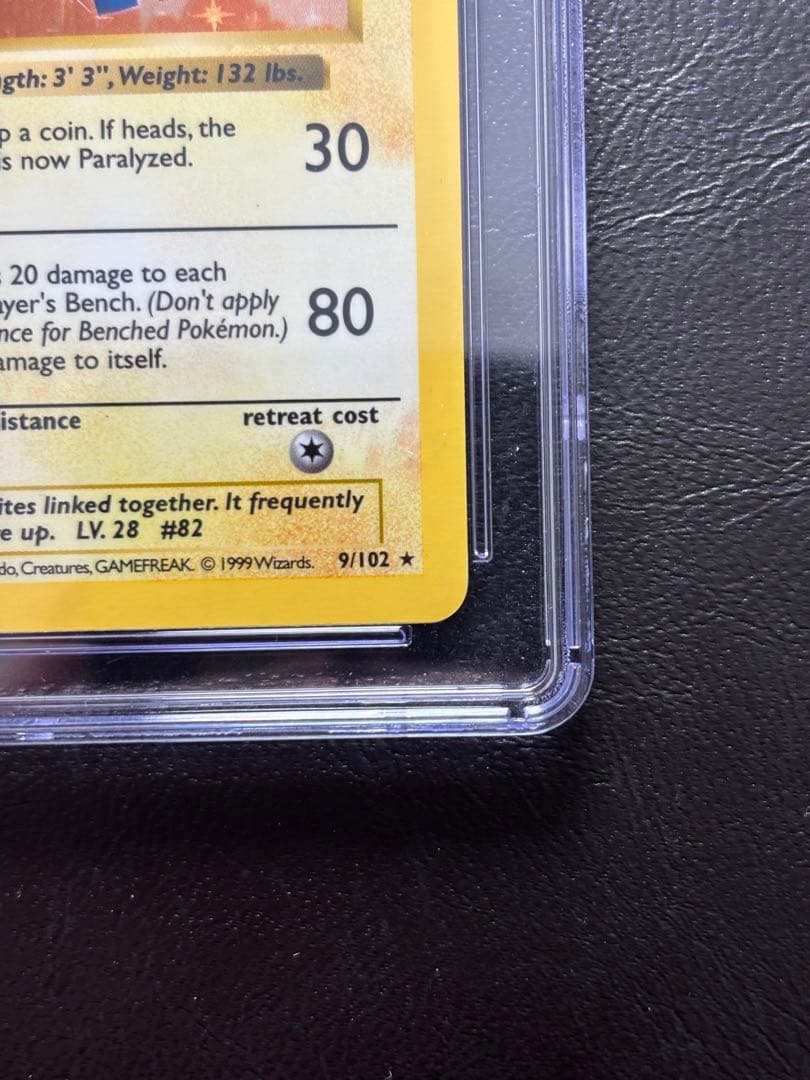 gth: 3' 3", Weight: 132 lbs.
p a coin. If heads, the
s now Paralyzed.
30
20 damage to each
ayer's Bench. (Don't apply
nce for Benched Pokémon.)
amage to itself.
80
istance
retreat cost
ites linked together. It frequently
e up. LV. 28 #82
do, Creatures, GAMEFREAK. © 1999 Wizards. 9/102 ★